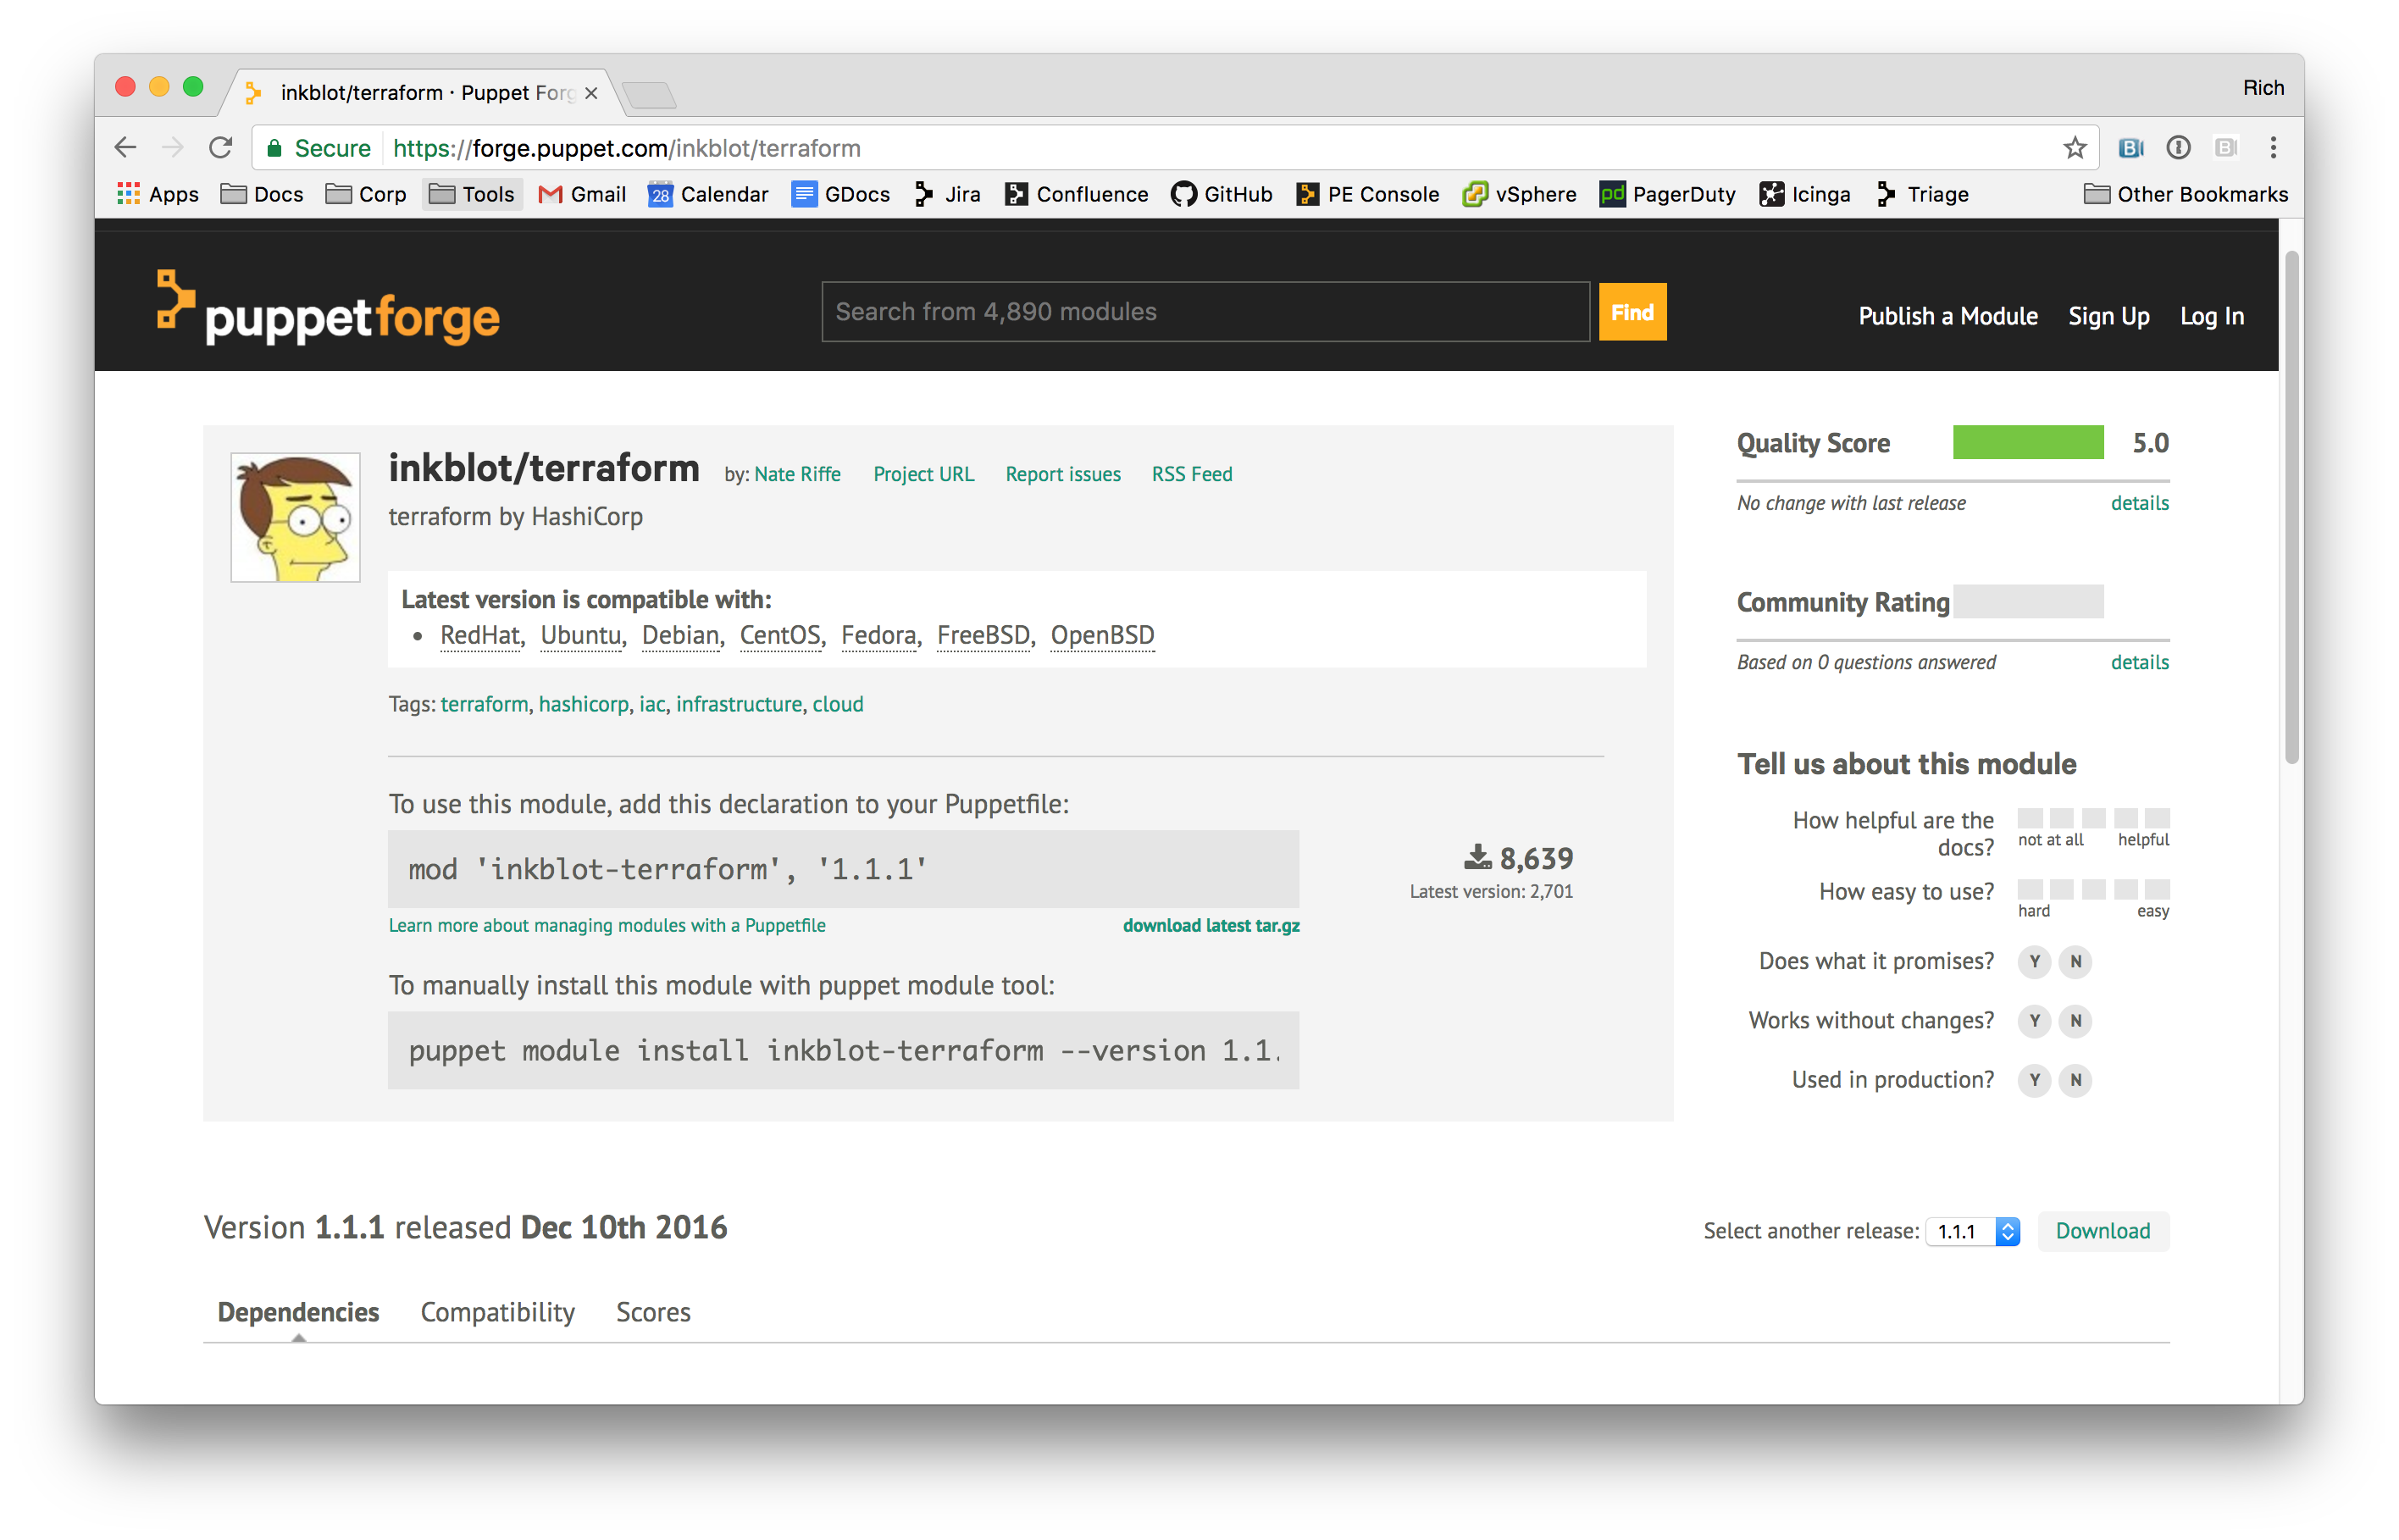 inkblot/terraform · Puppet Forg
Rich
Secure https://forge.puppet.com/inkblot/terraform
Apps Docs Corp Tools Gmail 28 Calendar GDocs Jira Confluence GitHub PE Console vSphere pd PagerDuty Icinga Triage Other Bookmarks
puppetforge
Search from 4,890 modules
Find
Publish a Module Sign Up Log In
inkblot/terraform by: Nate Riffe Project URL Report issues RSS Feed
terraform by HashiCorp
Latest version is compatible with:
• RedHat, Ubuntu, Debian, CentOS, Fedora, FreeBSD, OpenBSD
Tags: terraform, hashicorp, iac, infrastructure, cloud
To use this module, add this declaration to your Puppetfile:
mod 'inkblot-terraform', '1.1.1'
Learn more about managing modules with a Puppetfile download latest tar.gz
8,639
Latest version: 2,701
To manually install this module with puppet module tool:
puppet module install inkblot-terraform --version 1.1.
Quality Score 5.0
No change with last release details
Community Rating
Based on 0 questions answered details
Tell us about this module
How helpful are the
docs?
not at all helpful
How easy to use?
hard easy
Does what it promises? Y N
Works without changes? Y N
Used in production? Y N
Version 1.1.1 released Dec 10th 2016
Select another release: 1.1.1 Download
Dependencies Compatibility Scores